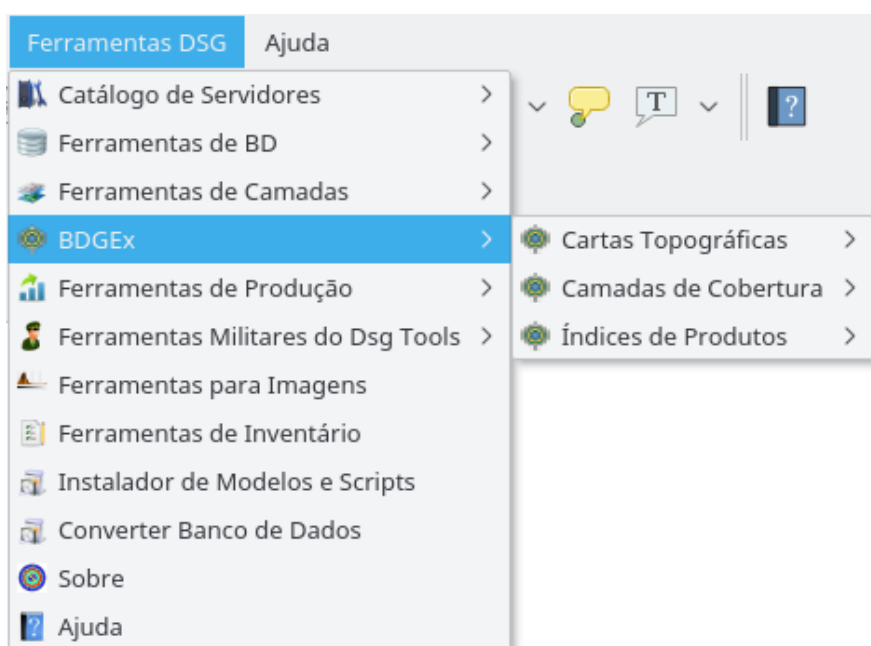 Ferramentas DSG Ajuda
Catálogo de Servidores
T
?
Ferramentas de BD
Ferramentas de Camadas
BDGEx
Cartas Topográficas
Ferramentas de Produção
Camadas de Cobertura
Ferramentas Militares do Dsg Tools
Índices de Produtos
Ferramentas para Imagens
Ferramentas de Inventário
Instalador de Modelos e Scripts
Converter Banco de Dados
Sobre
? Ajuda